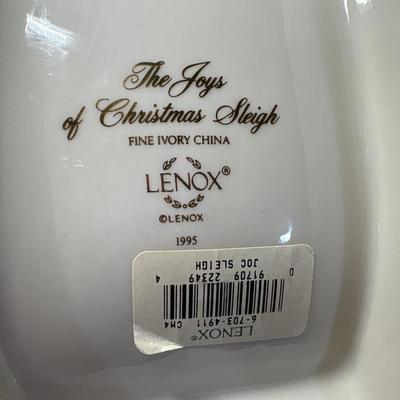 The Joys
of Christmas Sleigh
FINE IVORY CHINA
LENOX®
©LENOX
1995
LENOX®
6-703-4911 CM4
0 91709 22349 4
JOC SLEIGH